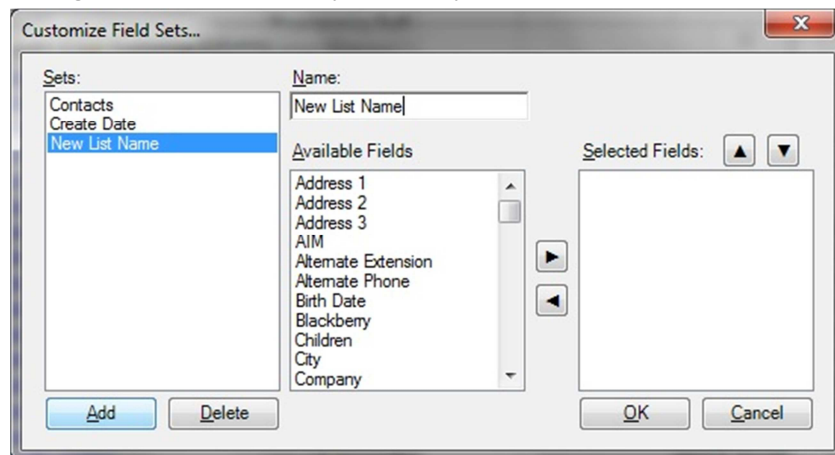 Customize Field Sets...
x
Sets:
Contacts
Create Date
New List Name
Name:
New List Name
Available Fields
Address 1
Address 2
Address 3
AIM
Alternate Extension
Alternate Phone
Birth Date
Blackberry
Children
City
Company
Selected Fields:
Add
Delete
OK
Cancel